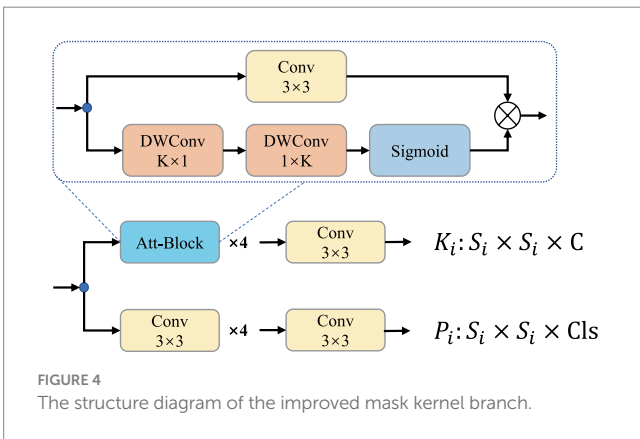 Conv
3×3
DWConv
K×1
DWConv
1×K
Sigmoid
Att-Block
×4
Conv
3×3
K_i: S_i × S_i × C
Conv
3×3
×4
Conv
3×3
P_i: S_i × S_i × Cls
FIGURE 4
The structure diagram of the improved mask kernel branch.